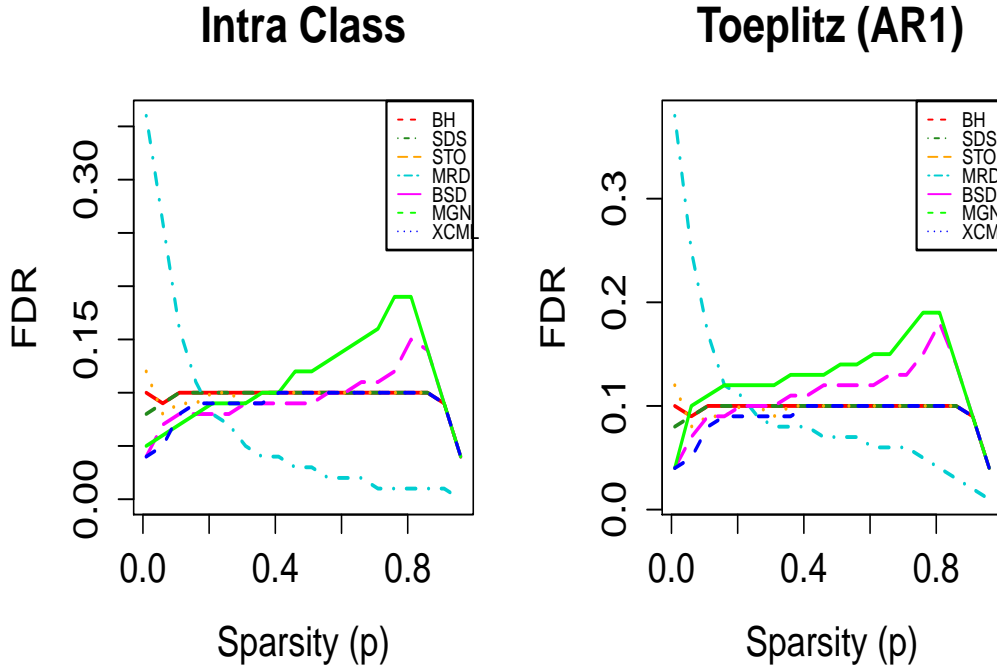 Intra Class
FDR
0.00
0.15
0.30
BH
SDS
STO
MRD
BSD
MGN
XCML
0.0
0.4
0.8
Sparsity (p)
Toeplitz (AR1)
FDR
0.0
0.1
0.2
0.3
BH
SDS
STO
MRD
BSD
MGN
XCM
0.0
0.4
0.8
Sparsity (p)